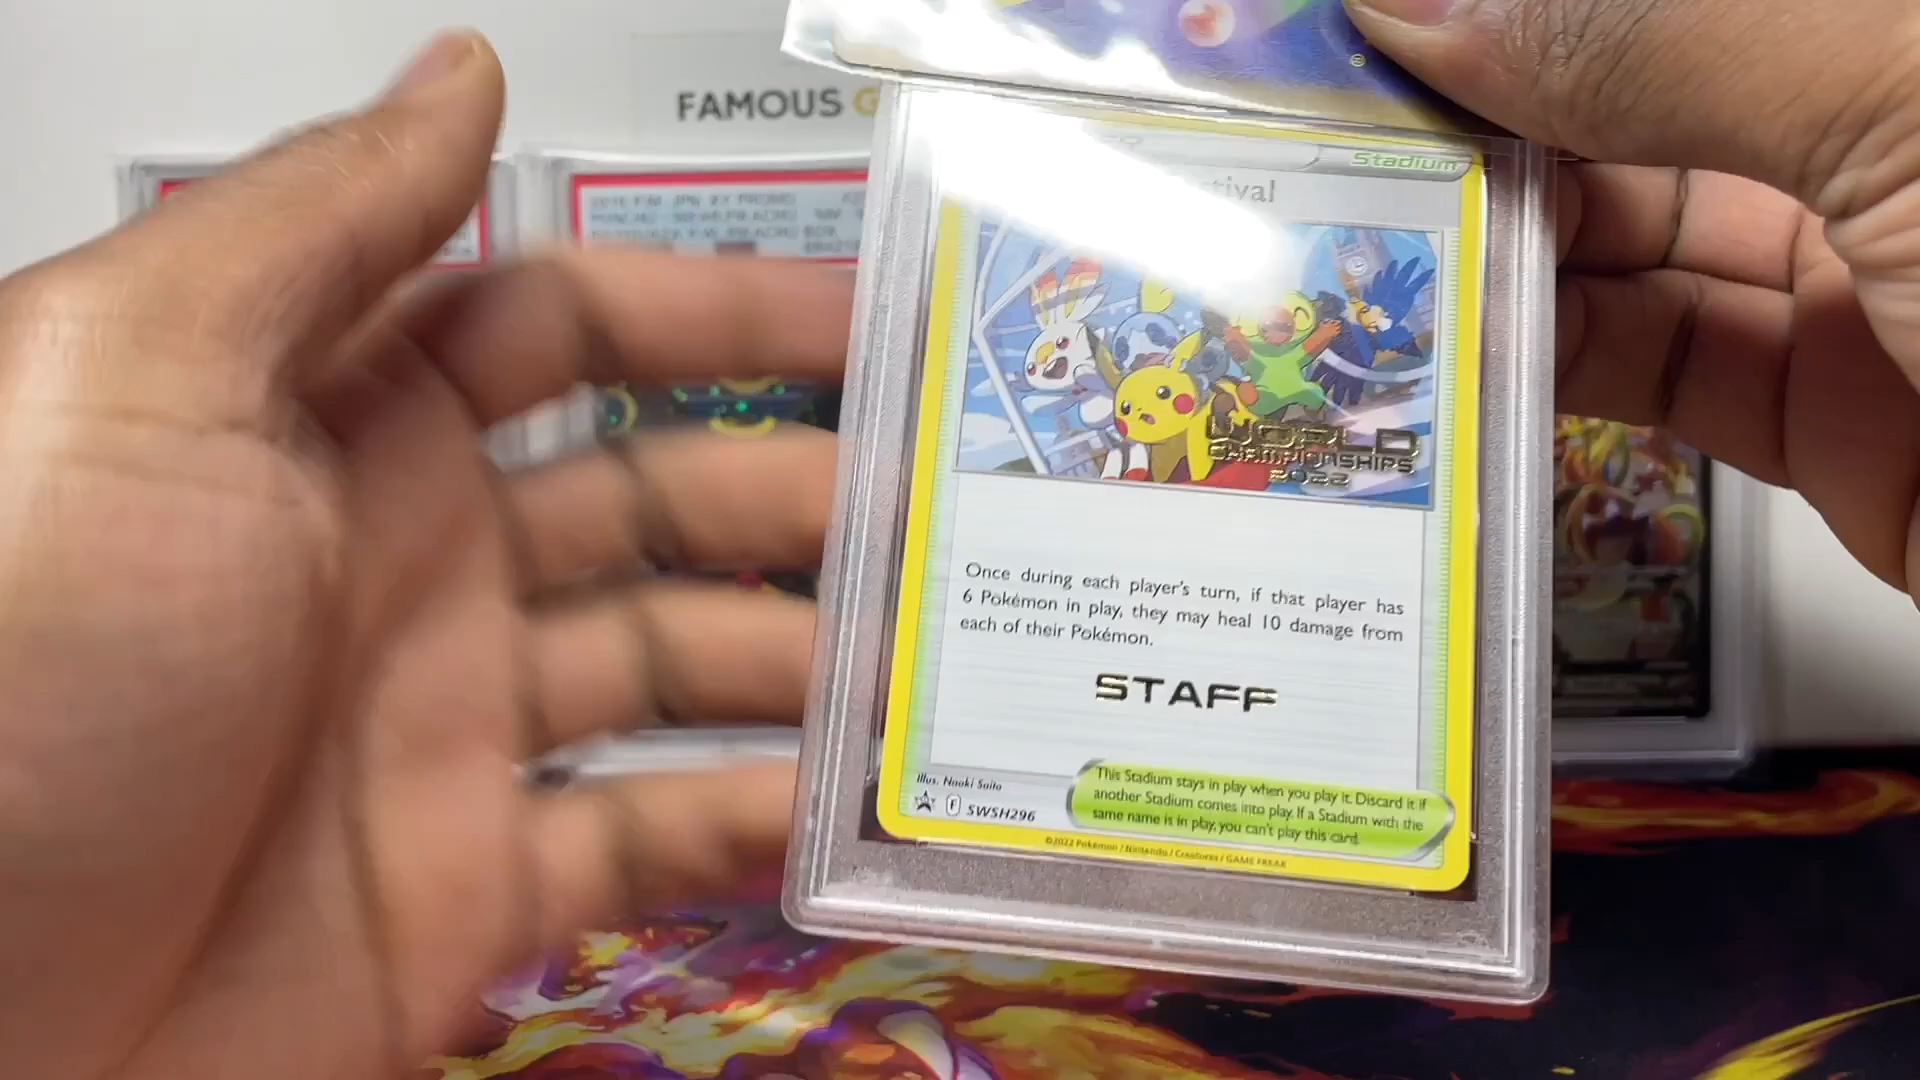 FAMOUS G
Stadium
tival
WORLD
CHAMPIONSHIPS
2022
Once during each player's turn, if that player has
6 Pokémon in play, they may heal 10 damage from
each of their Pokémon.
STAFF
Illus. Naoki Saito
F SWSH296
This Stadium stays in play when you play it. Discard it if
another Stadium comes into play. If a Stadium with the
same name is in play, you can't play this card.
©2022 Pokémon / Nintendo / Creatures / GAME FREAK